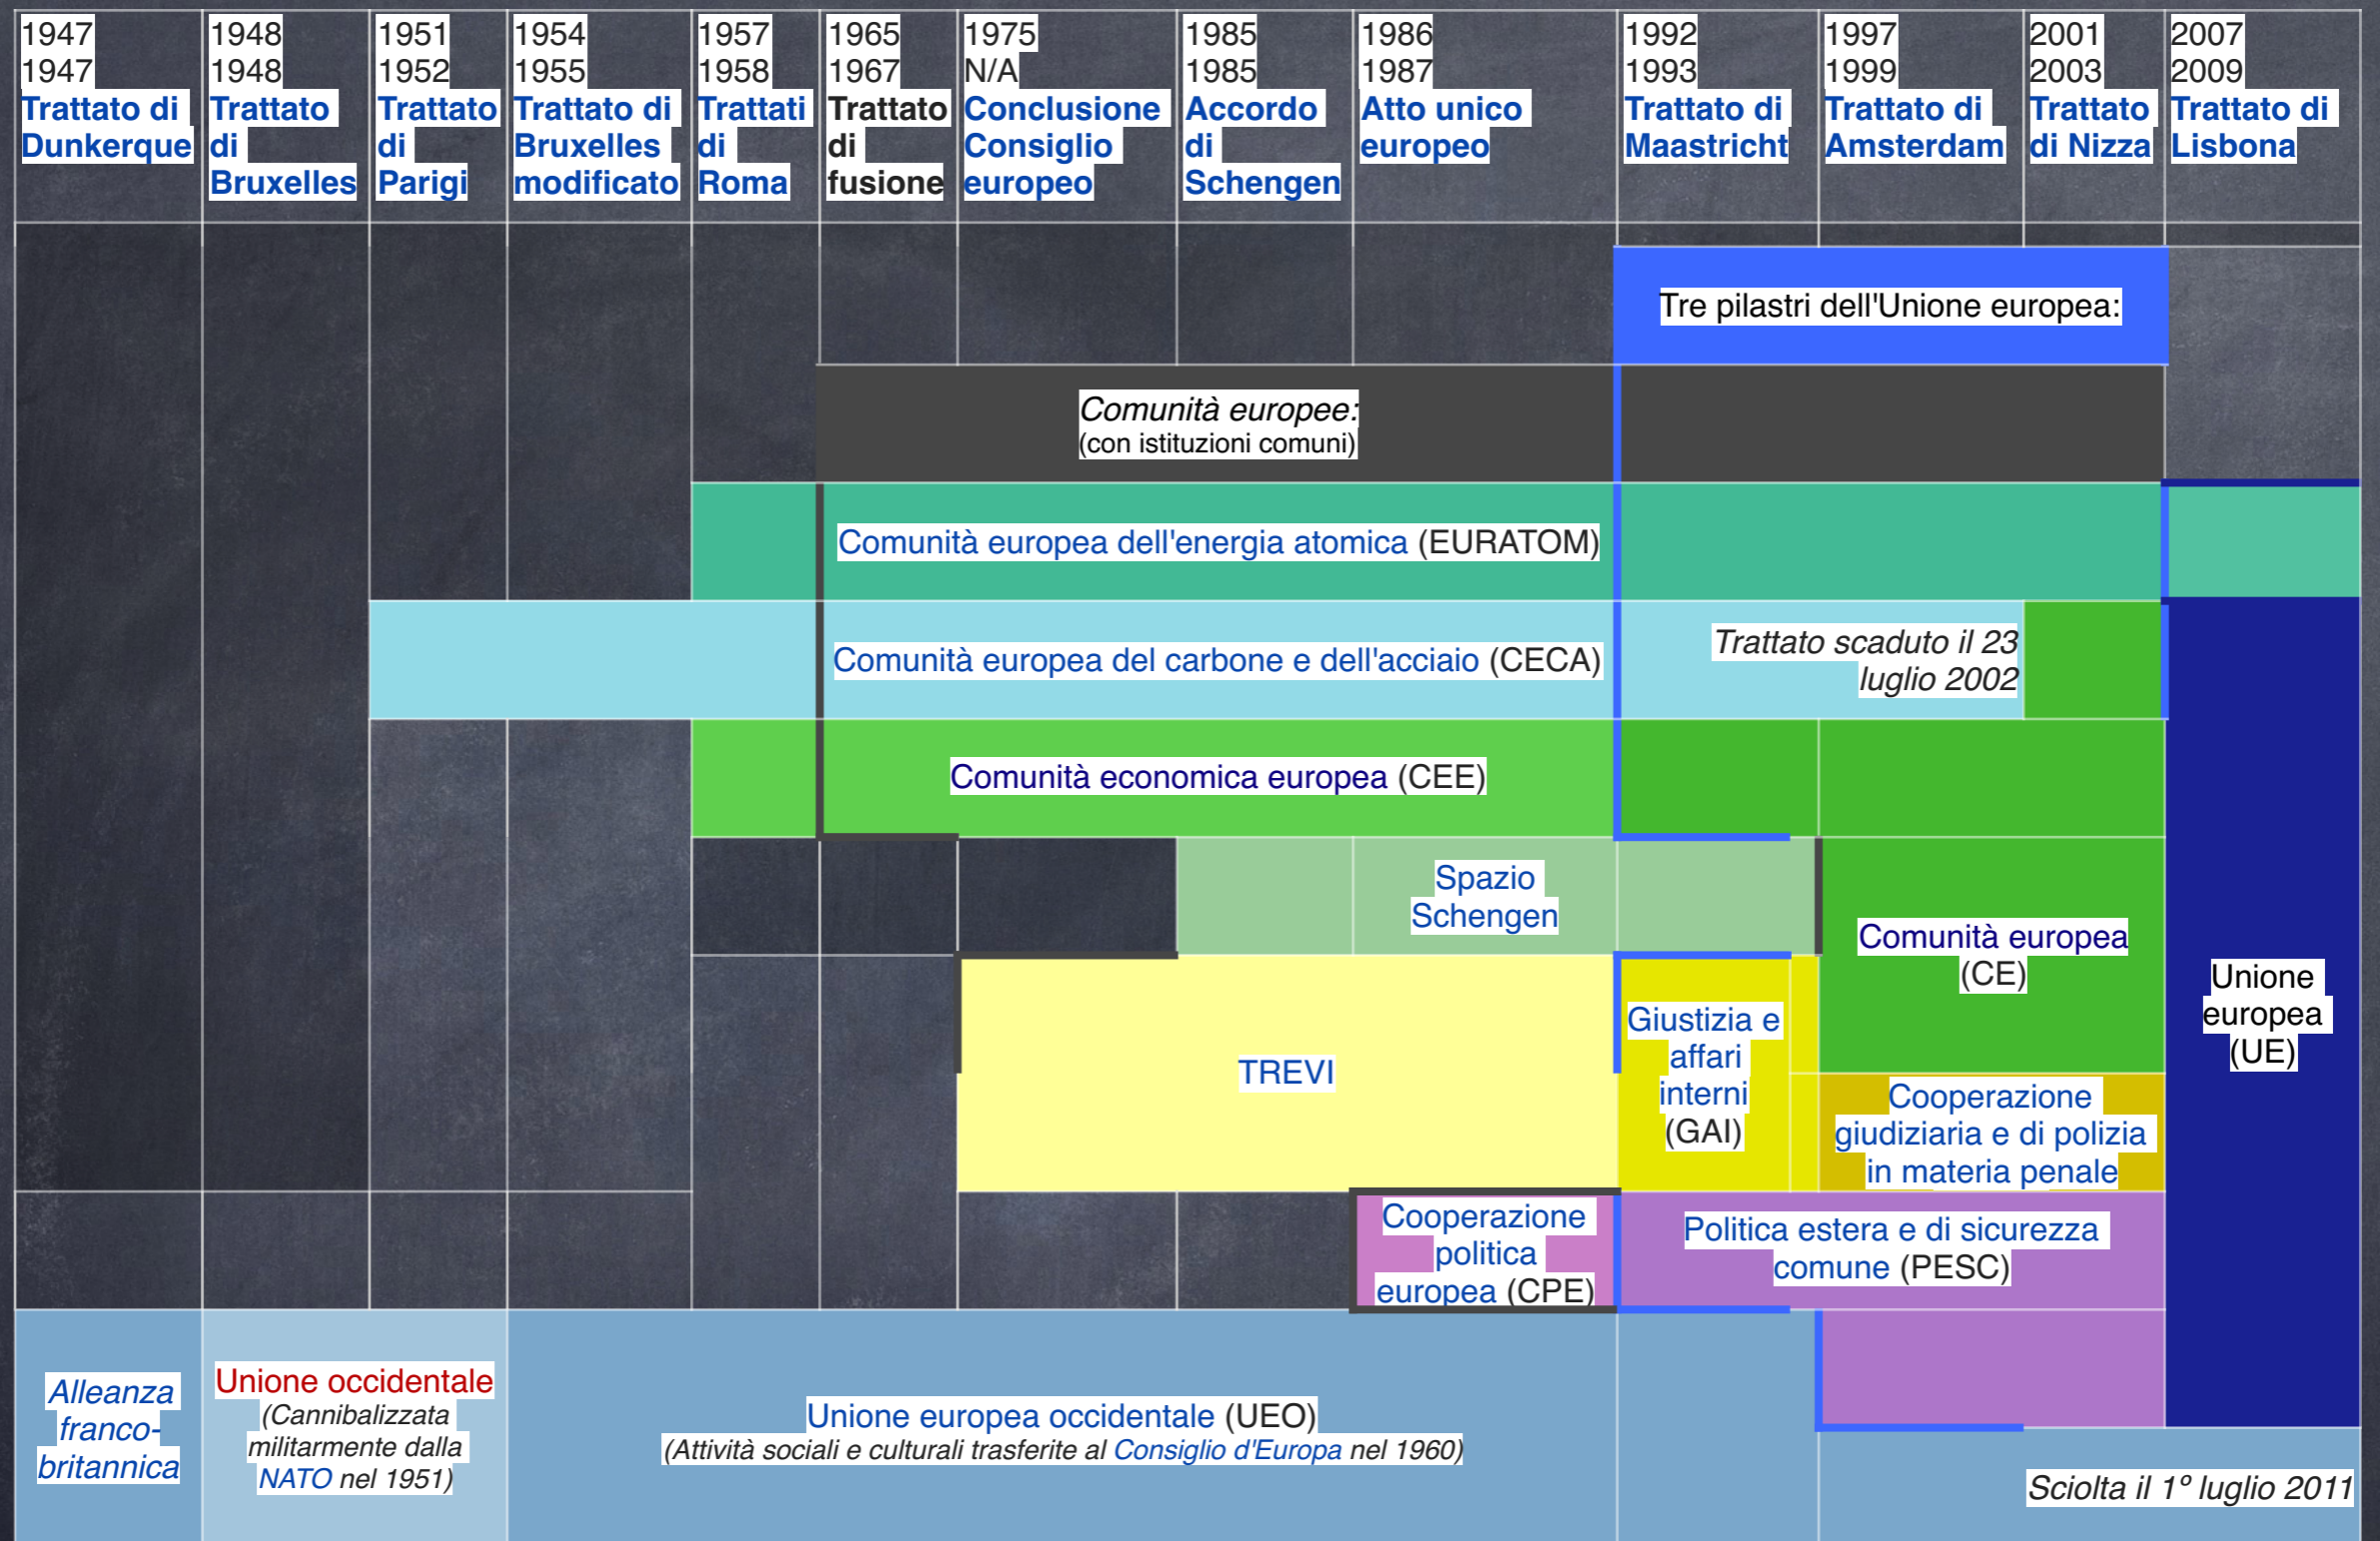 1947
1947
Trattato di
Dunkerque
1948
1948
Trattato
di
Bruxelles
1951
1952
Trattato
di
Parigi
1954
1955
Trattato di
Bruxelles
modificato
1957
1958
Trattati
di
Roma
1965
1967
Trattato
di
fusione
1975
N/A
Conclusione
Consiglio
europeo
1985
1985
Accordo
di
Schengen
1986
1987
Atto unico
europeo
1992
1993
Trattato di
Maastricht
1997
1999
Trattato di
Amsterdam
2001
2003
Trattato
di Nizza
2007
2009
Trattato di
Lisbona
Tre pilastri dell'Unione europea:
Comunità europee:
(con istituzioni comuni)
Comunità europea dell'energia atomica (EURATOM)
Comunità europea del carbone e dell'acciaio (CECA)
Trattato scaduto il 23
luglio 2002
Comunità economica europea (CEE)
Spazio
Schengen
Comunità europea
(CE)
Unione
europea
(UE)
TREVI
Giustizia e
affari
interni
(GAI)
Cooperazione
giudiziaria e di polizia
in materia penale
Cooperazione
politica
europea (CPE)
Politica estera e di sicurezza
comune (PESC)
Alleanza
franco-
britannica
Unione occidentale
(Cannibalizzata
militarmente dalla
NATO nel 1951)
Unione europea occidentale (UEO)
(Attività sociali e culturali trasferite al Consiglio d'Europa nel 1960)
Sciolta il 1º luglio 2011